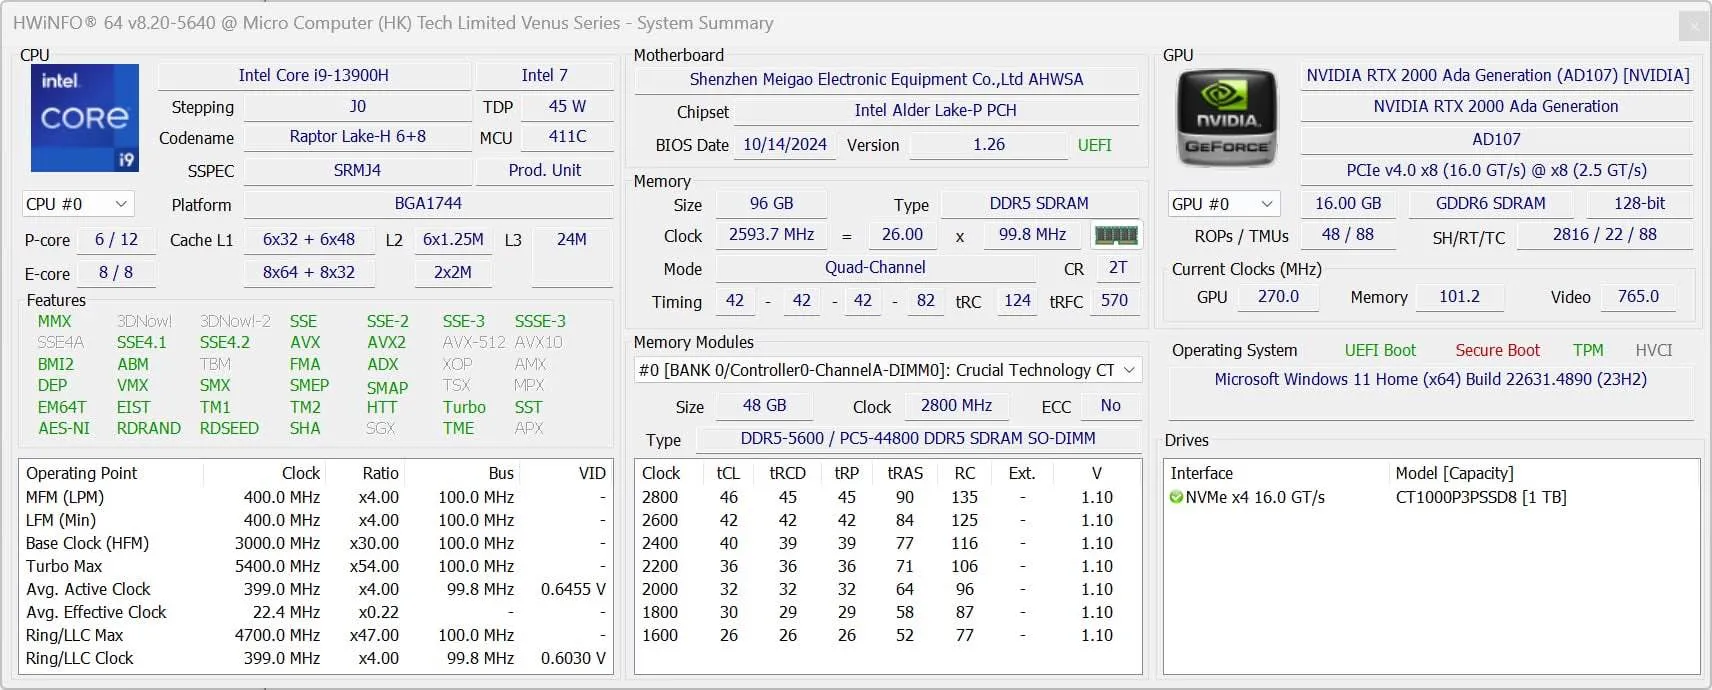 HWiNFO® 64 v8.20-5640 @ Micro Computer (HK) Tech Limited Venus Series - System Summary
CPU
intel.
CORE
i9
Intel Core i9-13900H Intel 7
Stepping J0 TDP 45 W
Codename Raptor Lake-H 6+8 MCU 411C
SSPEC SRMJ4 Prod. Unit
CPU #0 Platform BGA1744
P-core 6 / 12 Cache L1 6x32 + 6x48 L2 6x1.25M L3 24M
E-core 8 / 8 8x64 + 8x32 2x2M
Features
MMX 3DNow! 3DNow!-2 SSE SSE-2 SSE-3 SSSE-3
SSE4A SSE4.1 SSE4.2 AVX AVX2 AVX-512 AVX10
BMI2 ABM TBM FMA ADX XOP AMX
DEP VMX SMX SMEP SMAP TSX MPX
EM64T EIST TM1 TM2 HTT Turbo SST
AES-NI RDRAND RDSEED SHA SGX TME APX
Operating Point Clock Ratio Bus VID
MFM (LPM) 400.0 MHz x4.00 100.0 MHz -
LFM (Min) 400.0 MHz x4.00 100.0 MHz -
Base Clock (HFM) 3000.0 MHz x30.00 100.0 MHz -
Turbo Max 5400.0 MHz x54.00 100.0 MHz -
Avg. Active Clock 399.0 MHz x4.00 99.8 MHz 0.6455 V
Avg. Effective Clock 22.4 MHz x0.22 - -
Ring/LLC Max 4700.0 MHz x47.00 100.0 MHz -
Ring/LLC Clock 399.0 MHz x4.00 99.8 MHz 0.6030 V
Motherboard
Shenzhen Meigao Electronic Equipment Co.,Ltd AHWSA
Chipset Intel Alder Lake-P PCH
BIOS Date 10/14/2024 Version 1.26 UEFI
Memory
Size 96 GB Type DDR5 SDRAM
Clock 2593.7 MHz = 26.00 x 99.8 MHz
Mode Quad-Channel CR 2T
Timing 42 - 42 - 42 - 82 tRC 124 tRFC 570
Memory Modules
#0 [BANK 0/Controller0-ChannelA-DIMM0]: Crucial Technology CT
Size 48 GB Clock 2800 MHz ECC No
Type DDR5-5600 / PC5-44800 DDR5 SDRAM SO-DIMM
Clock tCL tRCD tRP tRAS RC Ext. V
2800 46 45 45 90 135 - 1.10
2600 42 42 42 84 125 - 1.10
2400 40 39 39 77 116 - 1.10
2200 36 36 36 71 106 - 1.10
2000 32 32 32 64 96 - 1.10
1800 30 29 29 58 87 - 1.10
1600 26 26 26 52 77 - 1.10
GPU
NVIDIA.
GEFORCE
NVIDIA RTX 2000 Ada Generation (AD107) [NVIDIA]
NVIDIA RTX 2000 Ada Generation
AD107
PCIe v4.0 x8 (16.0 GT/s) @ x8 (2.5 GT/s)
GPU #0 16.00 GB GDDR6 SDRAM 128-bit
ROPs / TMUs 48 / 88 SH/RT/TC 2816 / 22 / 88
Current Clocks (MHz)
GPU 270.0 Memory 101.2 Video 765.0
Operating System UEFI Boot Secure Boot TPM HVCI
Microsoft Windows 11 Home (x64) Build 22631.4890 (23H2)
Drives
Interface Model [Capacity]
NVMe x4 16.0 GT/s CT1000P3PSSD8 [1 TB]